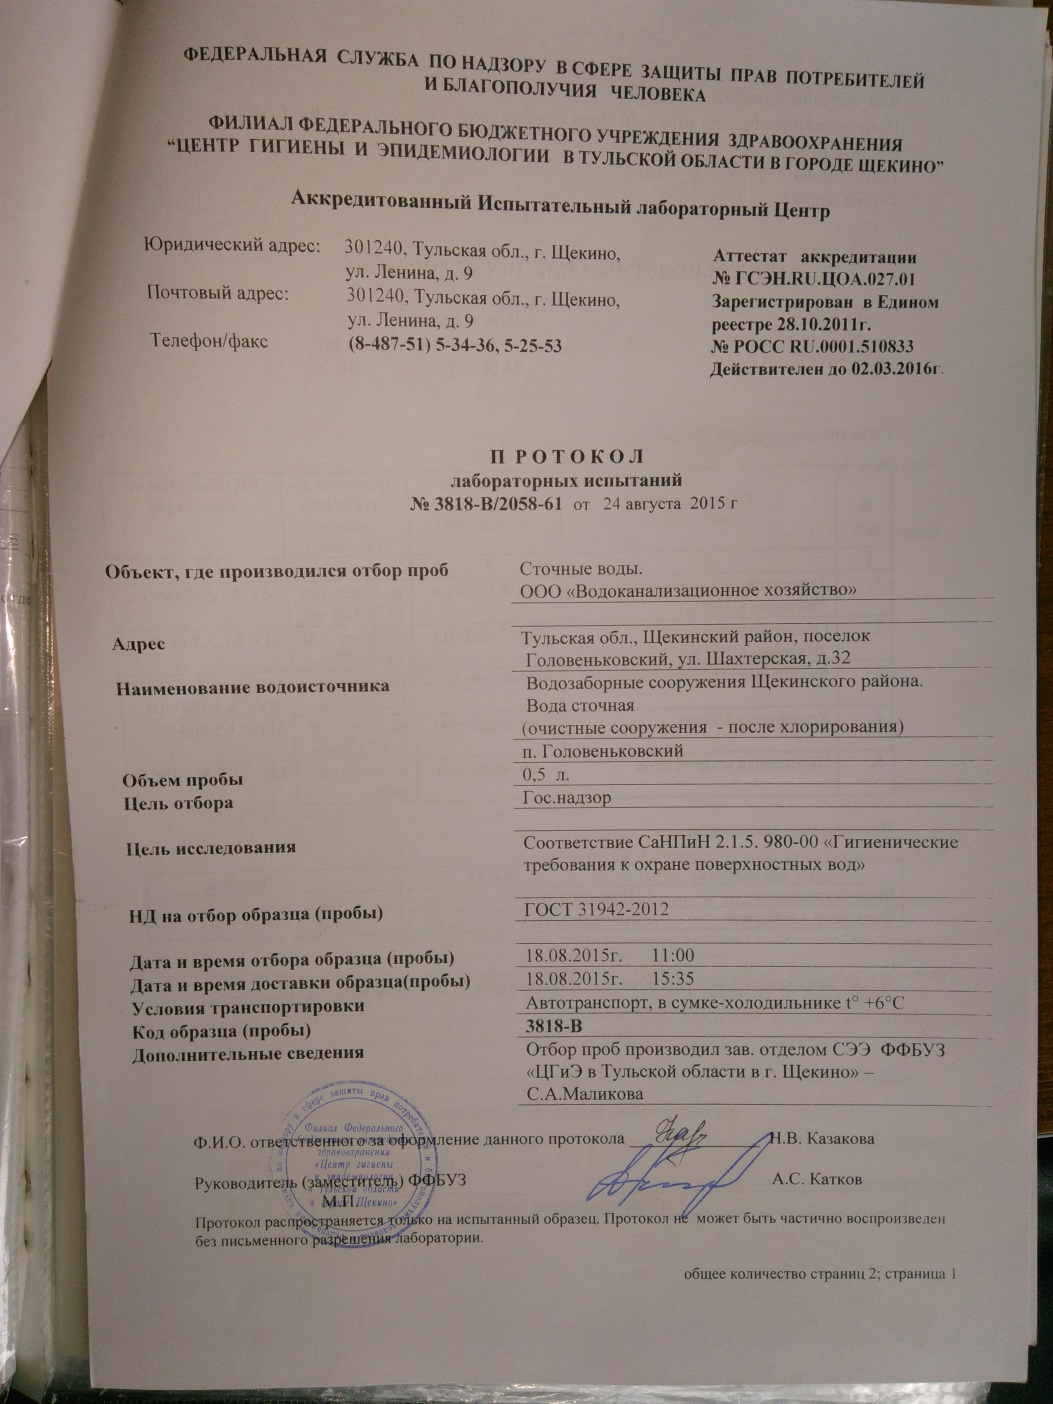 ФЕДЕРАЛЬНАЯ СЛУЖБА ПО НАДЗОРУ В СФЕРЕ ЗАЩИТЫ ПРАВ ПОТРЕБИТЕЛЕЙ
И БЛАГОПОЛУЧИЯ ЧЕЛОВЕКА
ФИЛИАЛ ФЕДЕРАЛЬНОГО БЮДЖЕТНОГО УЧРЕЖДЕНИЯ ЗДРАВООХРАНЕНИЯ
“ЦЕНТР ГИГИЕНЫ И ЭПИДЕМИОЛОГИИ В ТУЛЬСКОЙ ОБЛАСТИ В ГОРОДЕ ЩЕКИНО”
Аккредитованный Испытательный лабораторный Центр
Юридический адрес: 301240, Тульская обл., г. Щекино,
ул. Ленина, д. 9
Почтовый адрес: 301240, Тульская обл., г. Щекино,
ул. Ленина, д. 9
Телефон/факс (8-487-51) 5-34-36, 5-25-53
Аттестат аккредитации
№ ГСЭН.RU.ЦОА.027.01
Зарегистрирован в Едином
реестре 28.10.2011г.
№ РОСС RU.0001.510833
Действителен до 02.03.2016г.
П Р О Т О К О Л
лабораторных испытаний
№ 3818-В/2058-61 от 24 августа 2015 г
Объект, где производился отбор проб Сточные воды.
ООО «Водоканализационное хозяйство»
Адрес Тульская обл., Щекинский район, поселок
Головеньковский, ул. Шахтерская, д.32
Наименование водоисточника Водозаборные сооружения Щекинского района.
Вода сточная
(очистные сооружения - после хлорирования)
п. Головеньковский
Объем пробы 0,5 л.
Цель отбора Гос.надзор
Цель исследования Соответствие СаНПиН 2.1.5. 980-00 «Гигиенические
требования к охране поверхностных вод»
НД на отбор образца (пробы) ГОСТ 31942-2012
Дата и время отбора образца (пробы) 18.08.2015г. 11:00
Дата и время доставки образца(пробы) 18.08.2015г. 15:35
Условия транспортировки Автотранспорт, в сумке-холодильнике t° +6°С
Код образца (пробы) 3818-В
Дополнительные сведения Отбор проб производил зав. отделом СЭЭ ФФБУЗ
«ЦГиЭ в Тульской области в г. Щекино» –
С.А.Маликова
Ф.И.О. ответственного за оформление данного протокола Н.В. Казакова
Руководитель (заместитель) ФФБУЗ А.С. Катков
М.П.
Филиал Федерального
здравоохранения
«Центр гигиены
и эпидемиологии
в Тульской области
Протокол распространяется только на испытанный образец. Протокол не может быть частично воспроизведен
без письменного разрешения лаборатории.
общее количество страниц 2; страница 1